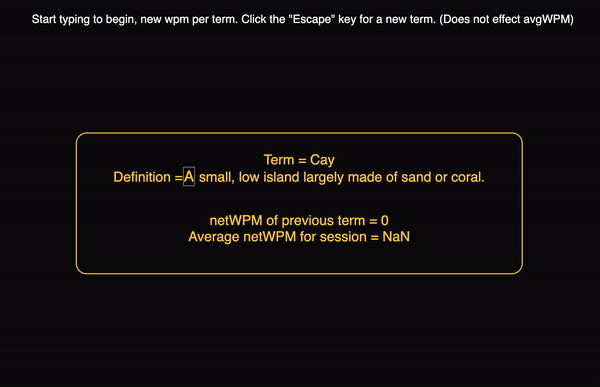 Start typing to begin, new wpm per term. Click the "Escape" key for a new term. (Does not effect avgWPM)
Term = Cay
Definition =A small, low island largely made of sand or coral.
netWPM of previous term = 0
Average netWPM for session = NaN